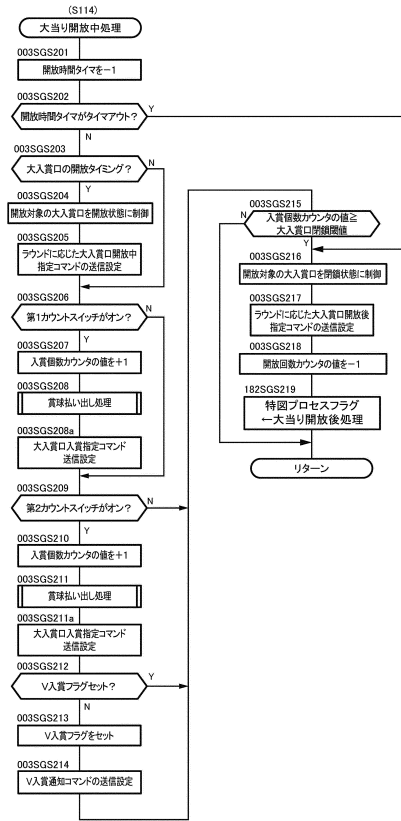 (S114)
大当り開放中処理
003SGS201
開放時間タイマを−1
003SGS202
開放時間タイマがタイマアウト？
Y
N
003SGS203
大入賞口の開放タイミング？
N
Y
003SGS204
開放対象の大入賞口を開放状態に制御
003SGS205
ラウンドに応じた大入賞口開放中
指定コマンドの送信設定
003SGS206
第1カウントスイッチがオン？
N
Y
003SGS207
入賞個数カウンタの値を+1
003SGS208
賞球払い出し処理
003SGS208a
大入賞口入賞指定コマンド
送信設定
003SGS209
第2カウントスイッチがオン？
N
Y
003SGS210
入賞個数カウンタの値を+1
003SGS211
賞球払い出し処理
003SGS211a
大入賞口入賞指定コマンド
送信設定
003SGS212
V入賞フラグセット？
Y
N
003SGS213
V入賞フラグをセット
003SGS214
V入賞通知コマンドの送信設定
003SGS215
入賞個数カウンタの値≧
大入賞口閉鎖閾値
N
Y
003SGS216
開放対象の大入賞口を閉鎖状態に制御
003SGS217
ラウンドに応じた大入賞口開放後
指定コマンドの送信設定
003SGS218
開放回数カウンタの値を−1
182SGS219
特図プロセスフラグ
←大当り開放後処理
リターン